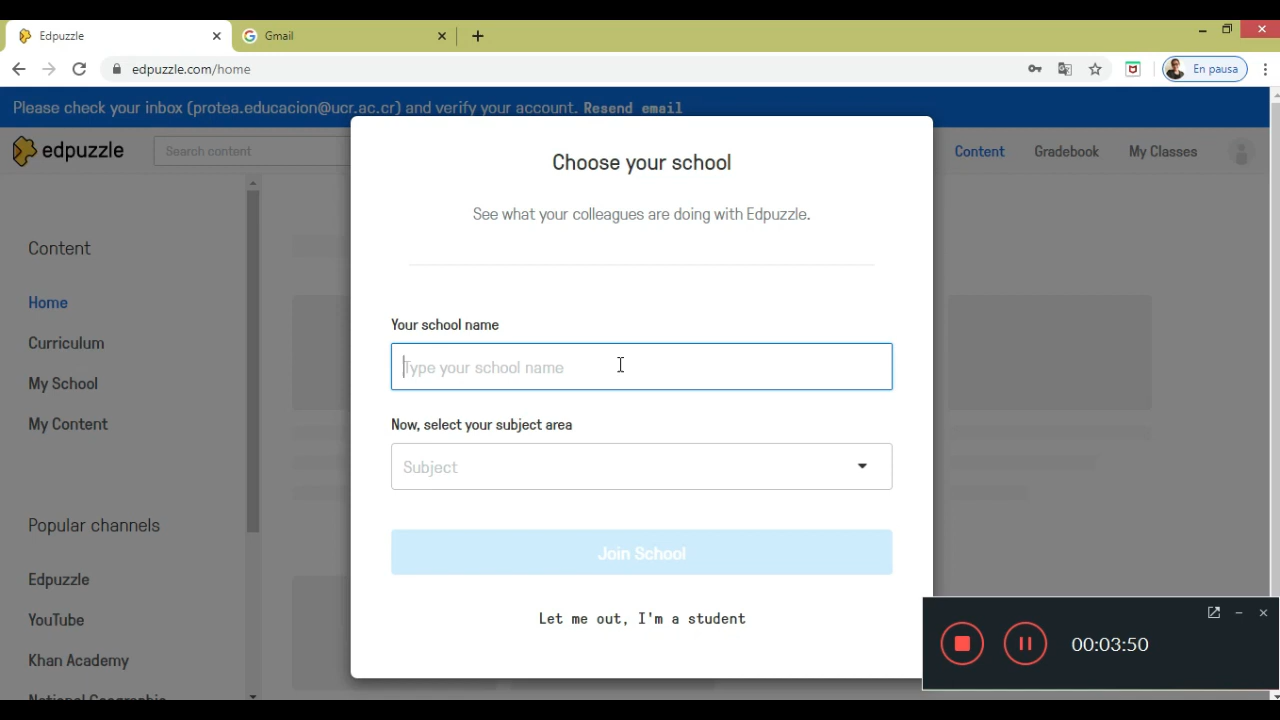 Edpuzzle
Gmail
edpuzzle.com/home
En pausa
Please check your inbox (protea.educacion@ucr.ac.cr) and verify your account. Resend email
edpuzzle
Search content
Content
Gradebook
My Classes
Content
Home
Curriculum
My School
My Content
Popular channels
Edpuzzle
YouTube
Khan Academy
National Geographic
Choose your school
See what your colleagues are doing with Edpuzzle.
Your school name
Type your school name
Now, select your subject area
Subject
Join School
Let me out, I'm a student
00:03:50